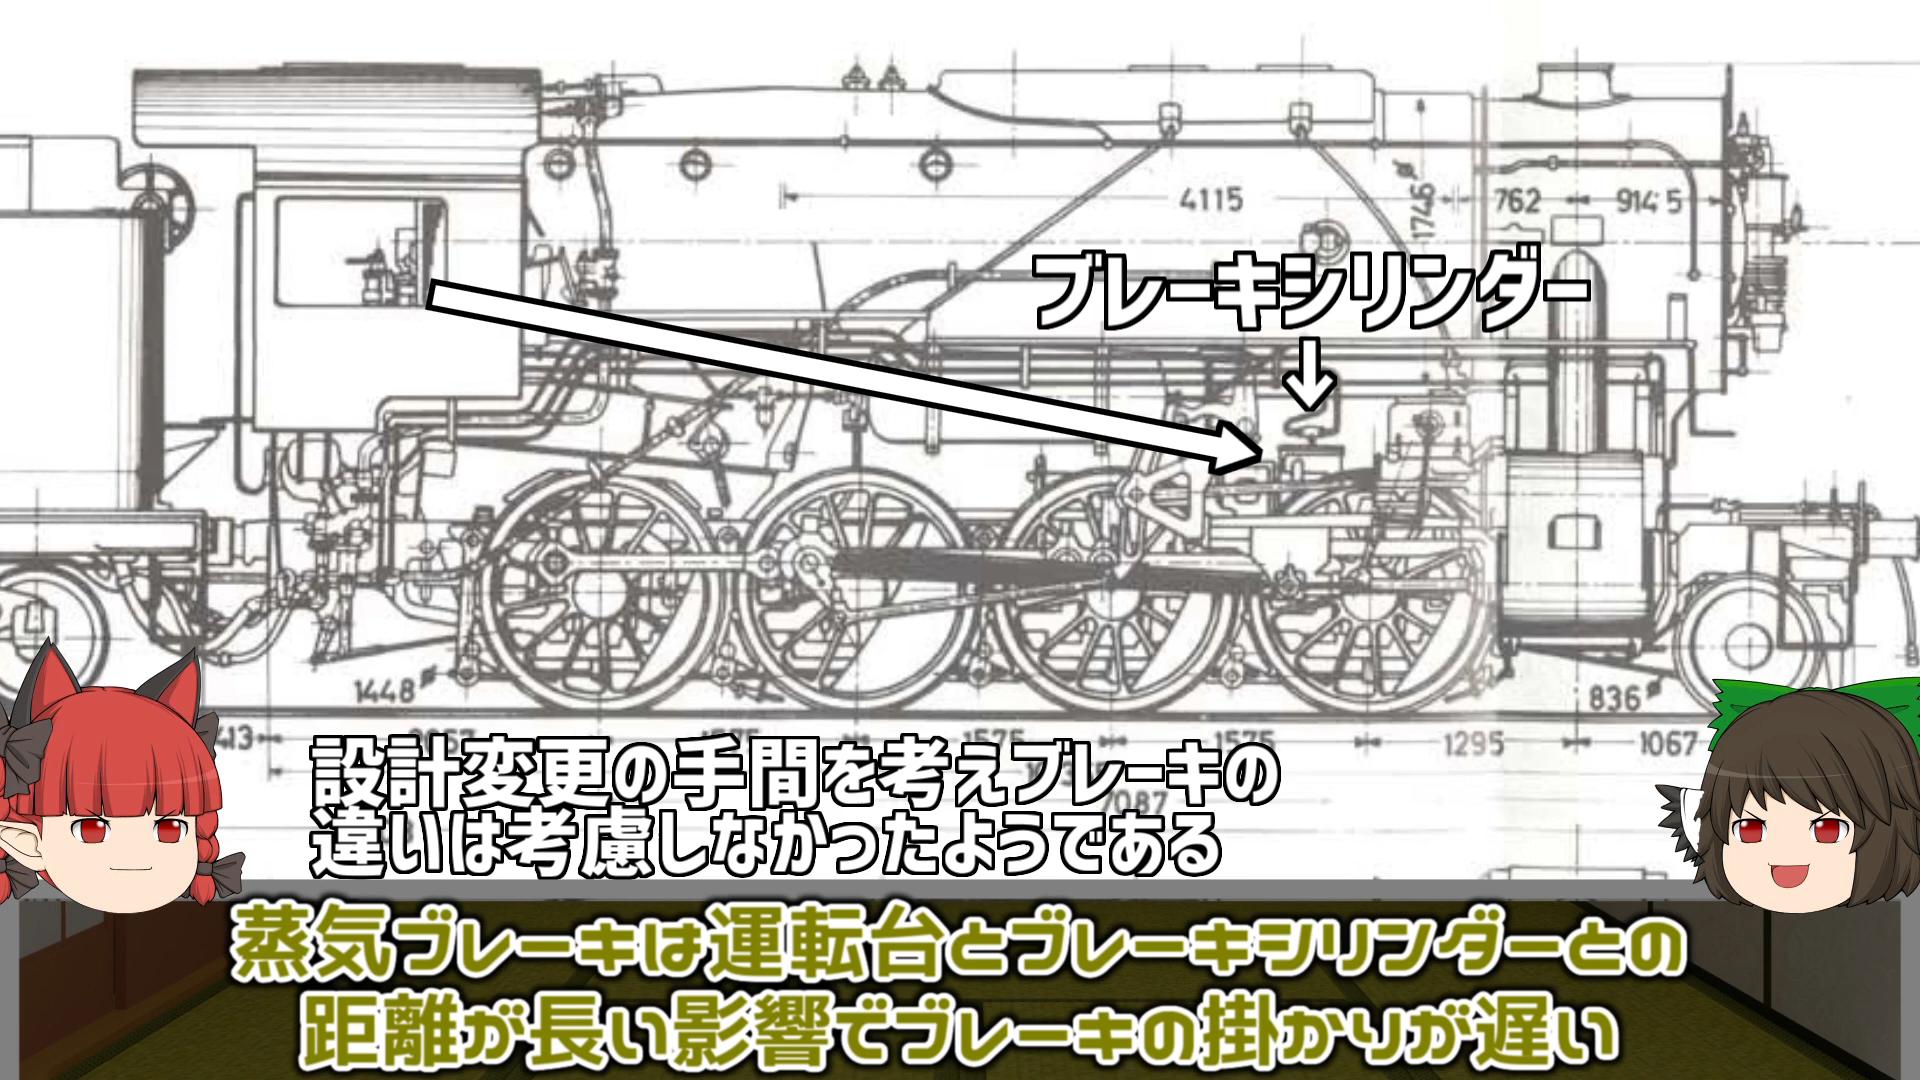 4115
1746
762
914·5
ブレーキシリンダー
1448
836
413
1575
1575
1295
1067
設計変更の手間を考えブレーキの
7087
違いは考慮しなかったようである
蒸気ブレーキは運転台とブレーキシリンダーとの
距離が長い影響でブレーキの掛かりが遅い